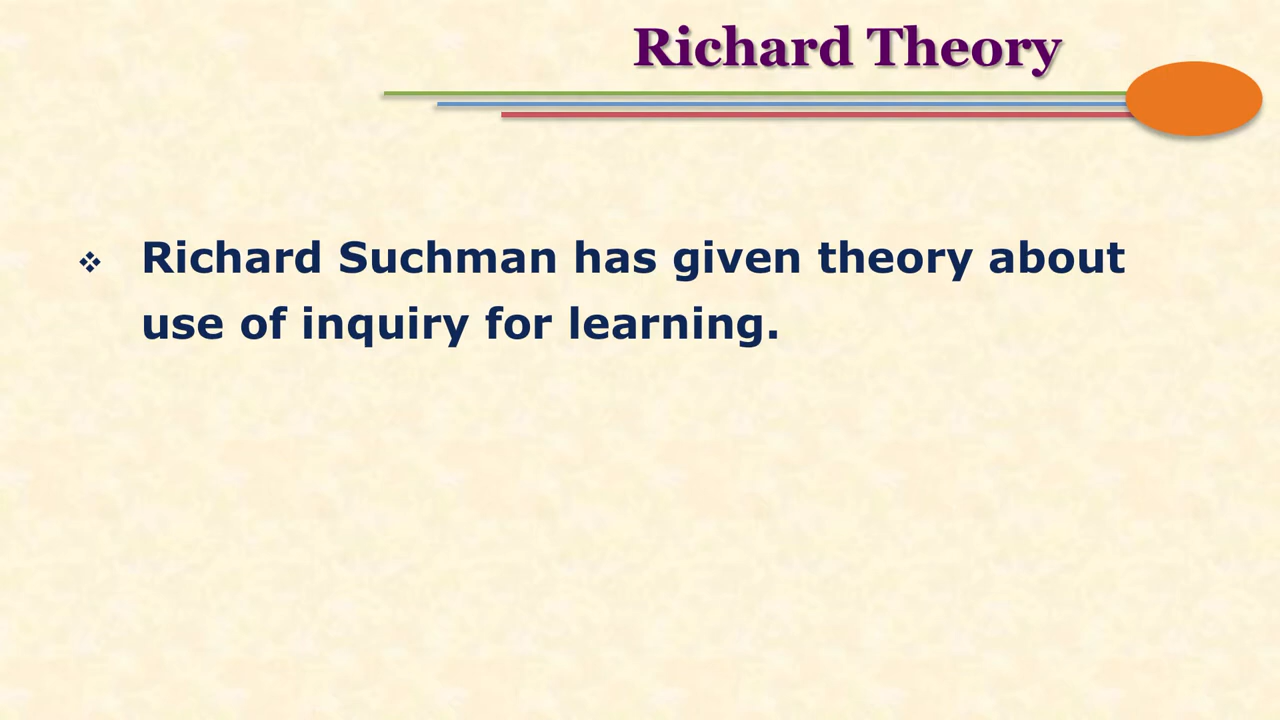 Richard Theory
❖ Richard Suchman has given theory about
use of inquiry for learning.